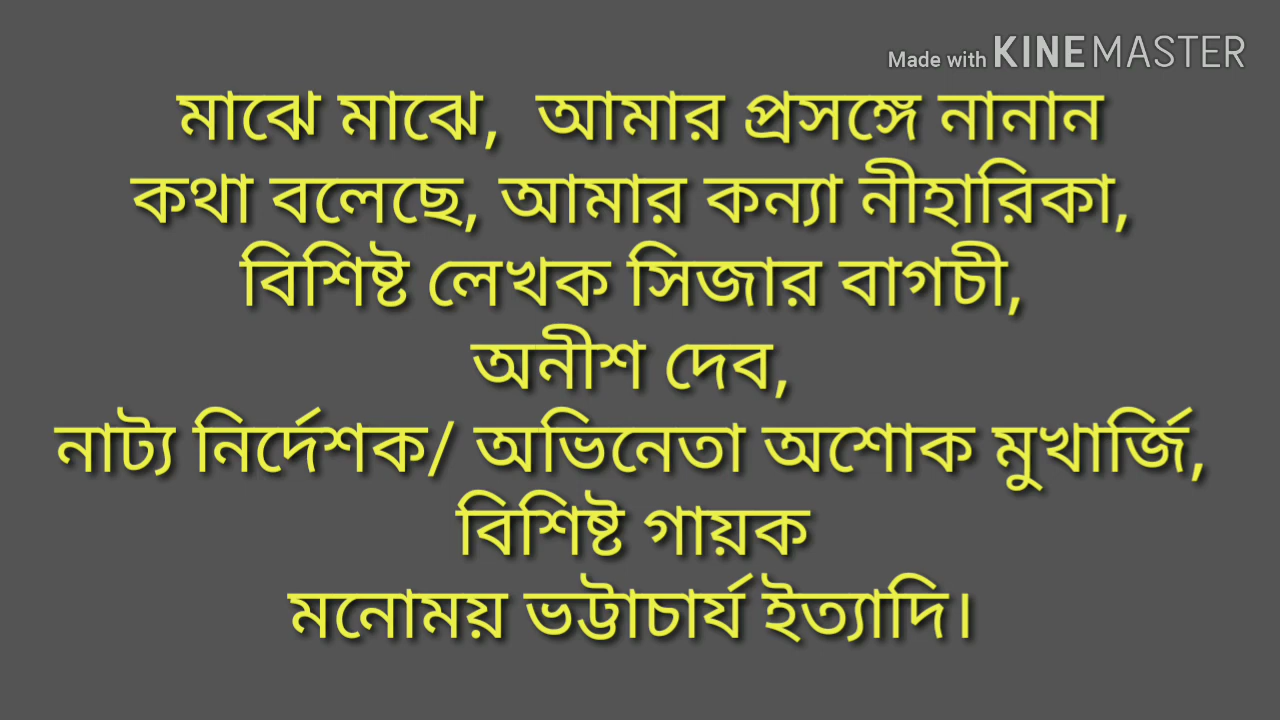 Made with KINEMASTER
মাঝে মাঝে, আমার প্রসঙ্গে নানান
কথা বলেছে, আমার কন্যা নীহারিকা,
বিশিষ্ট লেখক সিজার বাগচী,
অনীশ দেব,
নাট্য নির্দেশক/ অভিনেতা অশোক মুখার্জি,
বিশিষ্ট গায়ক
মনোময় ভট্টাচার্য ইত্যাদি।